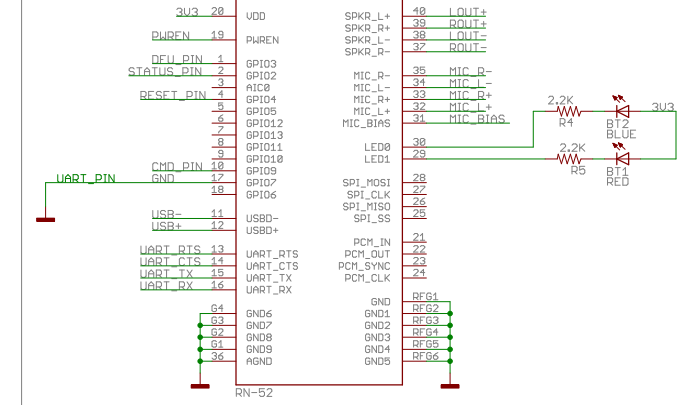 3V3 20 VDD SPKR_L+ 40 LOUT+
SPKR_R+ 39 ROUT+
PWREN 19 PWREN SPKR_L- 38 LOUT-
SPKR_R- 37 ROUT-
DFU_PIN 1 GPIO3
STATUS_PIN 2 GPIO2 MIC_R- 35 MIC_R-
3 AIC0 MIC_L- 34 MIC_L-
RESET_PIN 4 GPIO4 MIC_R+ 33 MIC_R+
5 GPIO5 MIC_L+ 32 MIC_L+
6 GPIO12 MIC_BIAS 31 MIC_BIAS
7 GPIO13
8 GPIO11 LED0 30
9 GPIO10 LED1 29
CMD_PIN 10 GPIO9
UART_PIN GND 17 GPIO7 SPI_MOSI 28
18 GPIO6 SPI_CLK 27
SPI_MISO 26
USB- 11 USBD- SPI_SS 25
USB+ 12 USBD+
PCM_IN 21
UART_RTS 13 UART_RTS PCM_OUT 22
UART_CTS 14 UART_CTS PCM_SYNC 23
UART_TX 15 UART_TX PCM_CLK 24
UART_RX 16 UART_RX
GND RFG1
G4 GND6 GND1 RFG2
G3 GND7 GND2 RFG3
G2 GND8 GND3 RFG4
G1 GND9 GND4 RFG5
36 AGND GND5 RFG6
RN-52
2.2K 3V3
R4 BT2
BLUE
2.2K
R5 BT1
RED